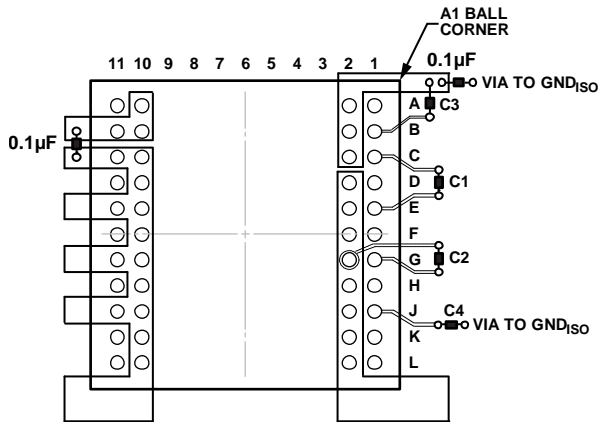 A1 BALL
CORNER
11 10 9 8 7 6 5 4 3 2 1
0.1µF
VIA TO GNDISO
A
C3
B
0.1µF
C
D
C1
E
F
G
C2
H
J
C4
VIA TO GNDISO
K
L